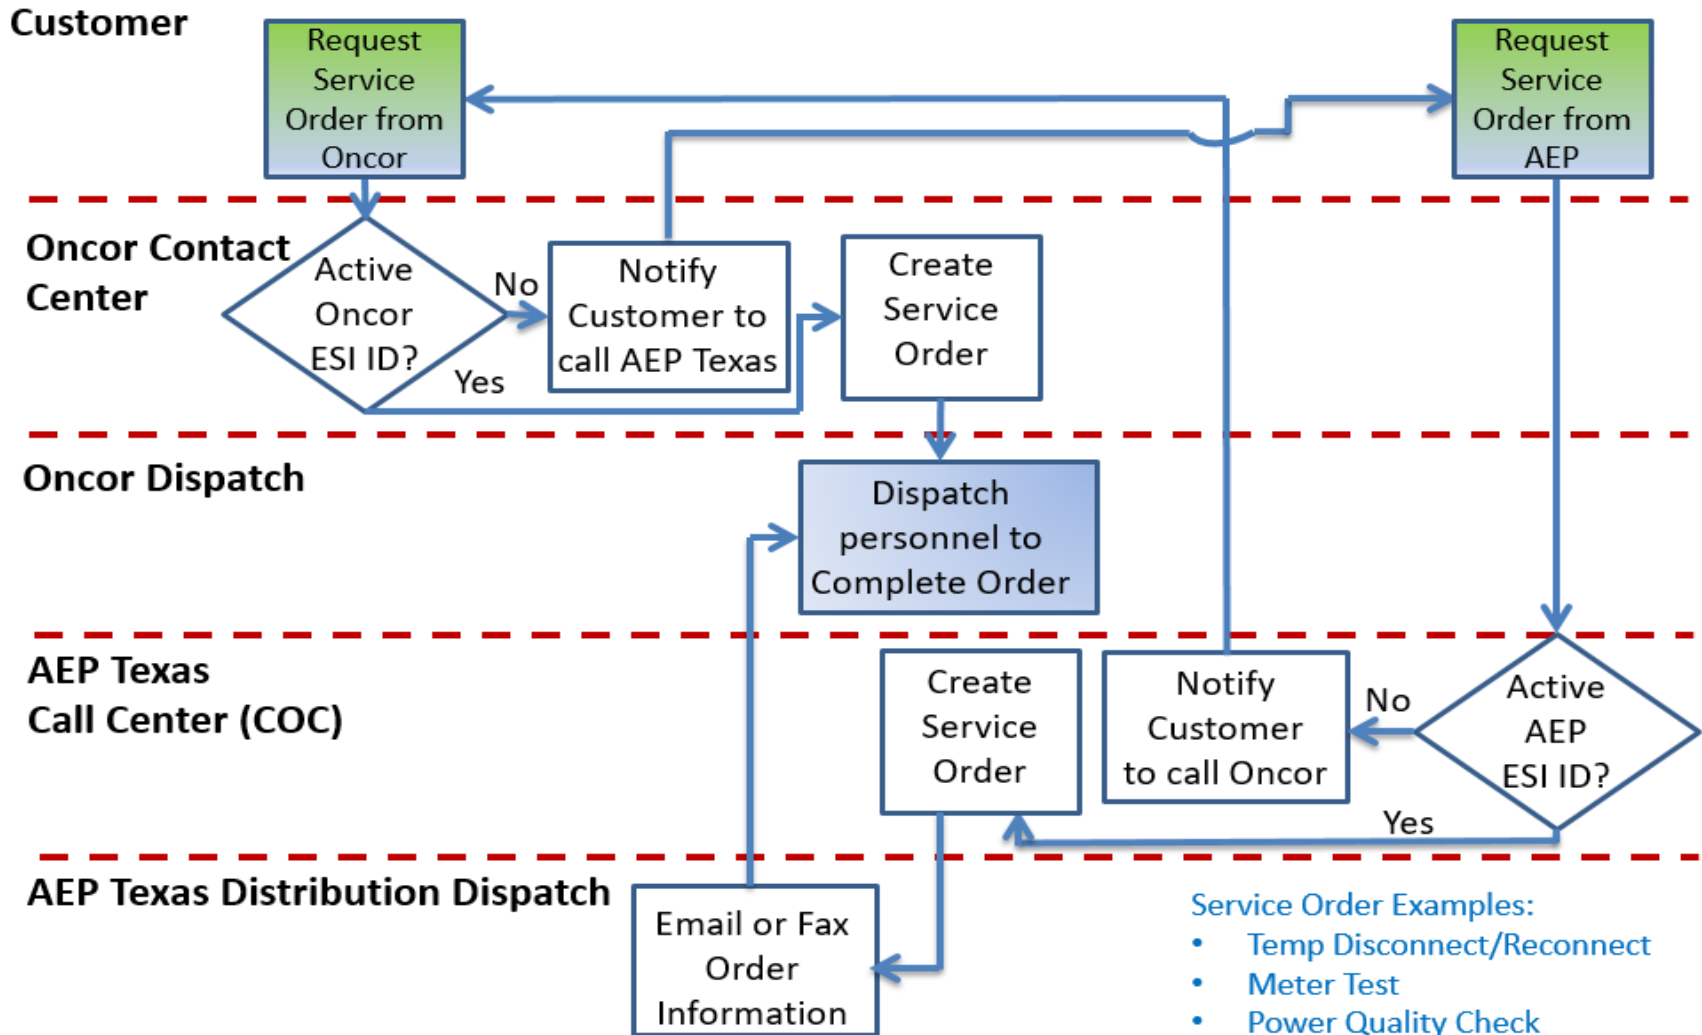 Customer
Request
Service
Order from
Oncor
Request
Service
Order from
AEP
Oncor Contact
Center
Active
Oncor
ESI ID?
No
Yes
Notify
Customer to
call AEP Texas
Create
Service
Order
Oncor Dispatch
Dispatch
personnel to
Complete Order
AEP Texas
Call Center (COC)
Create
Service
Order
Notify
Customer
to call Oncor
No
Active
AEP
ESI ID?
Yes
AEP Texas Distribution Dispatch
Email or Fax
Order
Information
Service Order Examples:
• Temp Disconnect/Reconnect
• Meter Test
• Power Quality Check